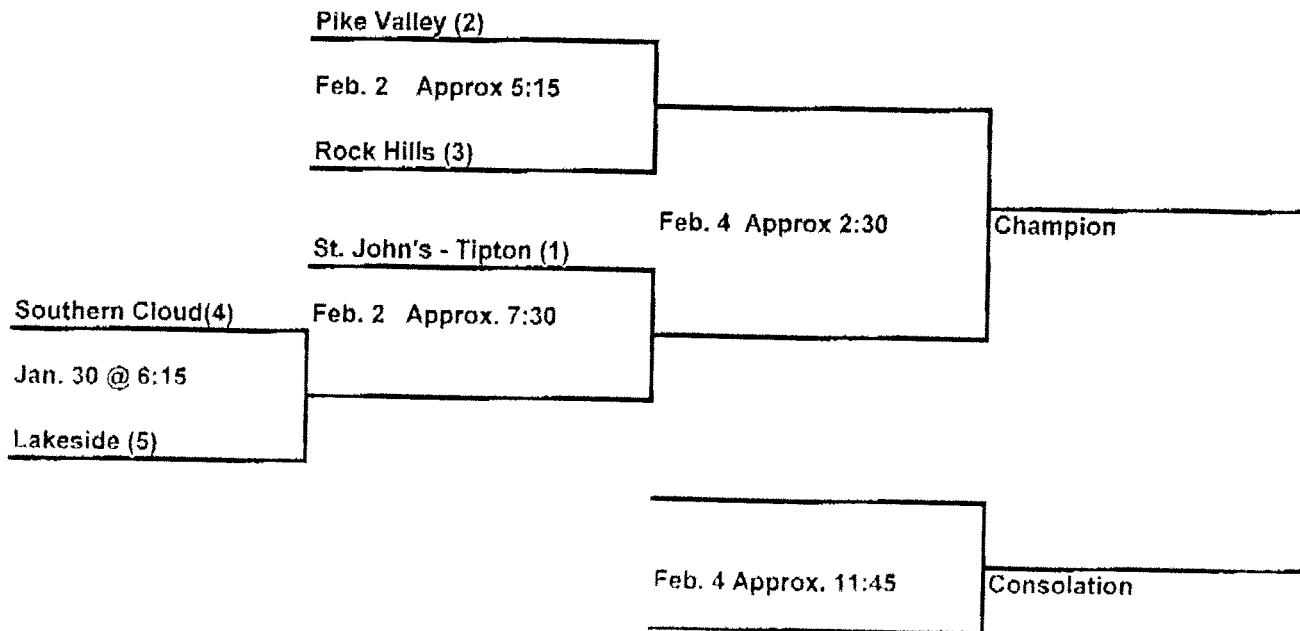 Pike Valley (2)
Feb. 2 Approx 5:15
Rock Hills (3)
Feb. 4 Approx 2:30
Champion
St. John's - Tipton (1)
Southern Cloud(4)
Feb. 2 Approx. 7:30
Jan. 30 @ 6:15
Lakeside (5)
Feb. 4 Approx. 11:45
Consolation